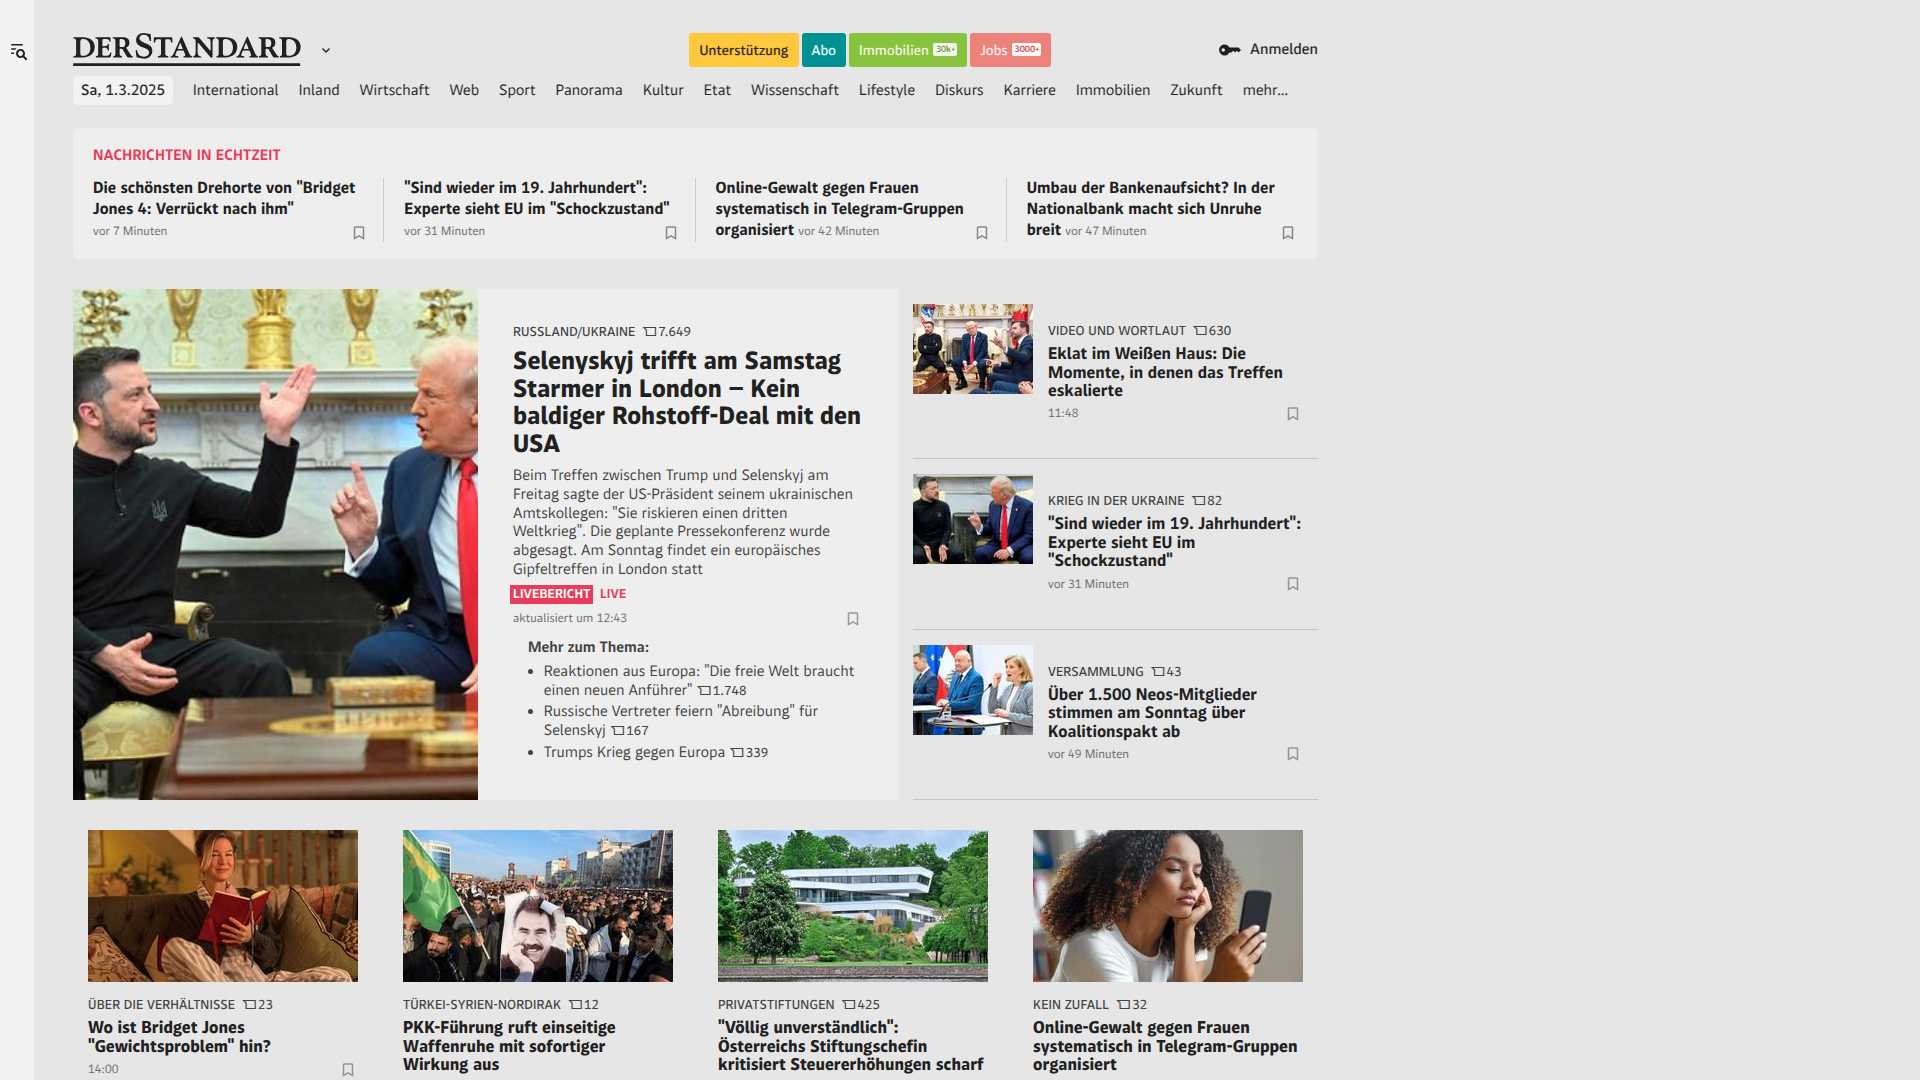 DERSTANDARD
Unterstützung
Abo
Immobilien 30k+
Jobs 3000+
Anmelden
Sa, 1.3.2025
International
Inland
Wirtschaft
Web
Sport
Panorama
Kultur
Etat
Wissenschaft
Lifestyle
Diskurs
Karriere
Immobilien
Zukunft
mehr...
NACHRICHTEN IN ECHTZEIT
Die schönsten Drehorte von "Bridget
Jones 4: Verrückt nach ihm"
vor 7 Minuten
"Sind wieder im 19. Jahrhundert":
Experte sieht EU im "Schockzustand"
vor 31 Minuten
Online-Gewalt gegen Frauen
systematisch in Telegram-Gruppen
organisiert vor 42 Minuten
Umbau der Bankenaufsicht? In der
Nationalbank macht sich Unruhe
breit vor 47 Minuten
RUSSLAND/UKRAINE 7.649
Selenyskyj trifft am Samstag
Starmer in London – Kein
baldiger Rohstoff-Deal mit den
USA
Beim Treffen zwischen Trump und Selenskyj am
Freitag sagte der US-Präsident seinem ukrainischen
Amtskollegen: "Sie riskieren einen dritten
Weltkrieg". Die geplante Pressekonferenz wurde
abgesagt. Am Sonntag findet ein europäisches
Gipfeltreffen in London statt
LIVEBERICHT LIVE
aktualisiert um 12:43
Mehr zum Thema:
• Reaktionen aus Europa: "Die freie Welt braucht
einen neuen Anführer" 1.748
• Russische Vertreter feiern "Abreibung" für
Selenskyj 167
• Trumps Krieg gegen Europa 339
VIDEO UND WORTLAUT 630
Eklat im Weißen Haus: Die
Momente, in denen das Treffen
eskalierte
11:48
KRIEG IN DER UKRAINE 82
"Sind wieder im 19. Jahrhundert":
Experte sieht EU im
"Schockzustand"
vor 31 Minuten
VERSAMMLUNG 43
Über 1.500 Neos-Mitglieder
stimmen am Sonntag über
Koalitionspakt ab
vor 49 Minuten
ÜBER DIE VERHÄLTNISSE 23
Wo ist Bridget Jones
"Gewichtsproblem" hin?
14:00
TÜRKEI-SYRIEN-NORDIRAK 12
PKK-Führung ruft einseitige
Waffenruhe mit sofortiger
Wirkung aus
PRIVATSTIFTUNGEN 425
"Völlig unverständlich":
Österreichs Stiftungschefin
kritisiert Steuererhöhungen scharf
KEIN ZUFALL 32
Online-Gewalt gegen Frauen
systematisch in Telegram-Gruppen
organisiert